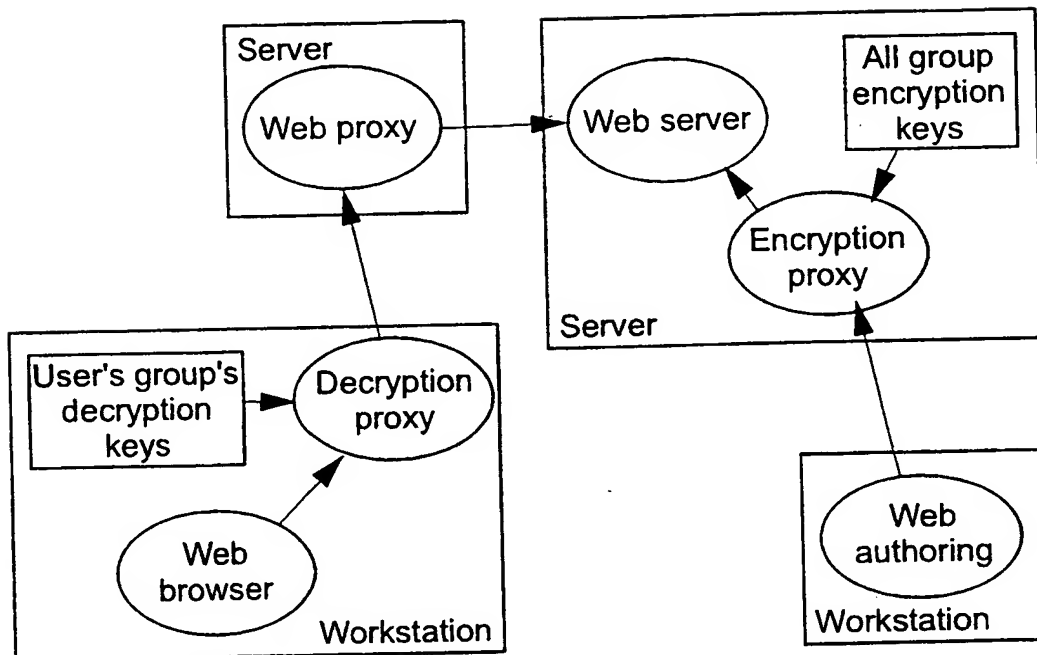 Server
Web proxy
Web server
All group
encryption
keys
Encryption
proxy
Server
User's group's
decryption
keys
Decryption
proxy
Web
browser
Workstation
Web
authoring
Workstation